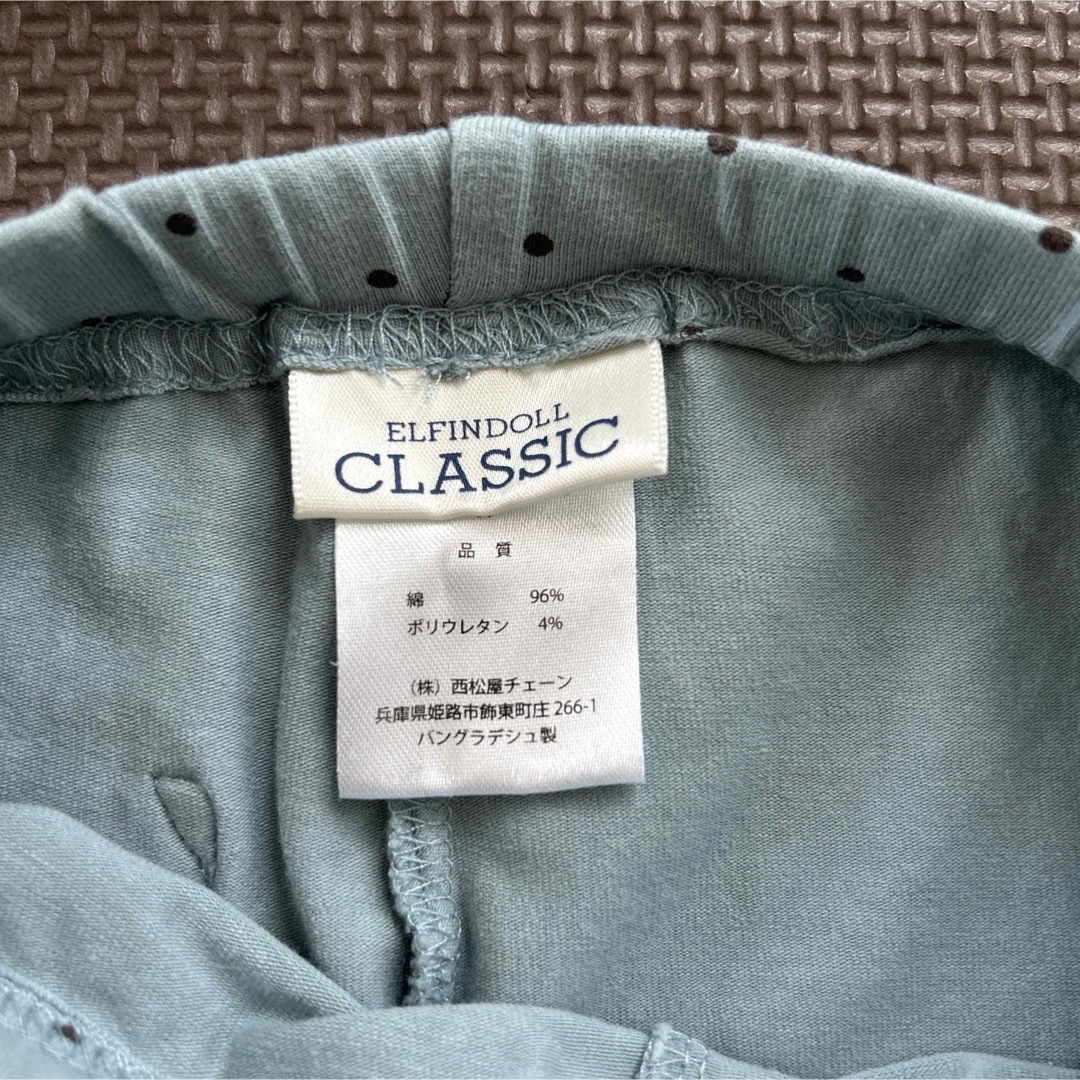 ELFINDOLL
CLASSIC
品 質
綿 96%
ポリウレタン 4%
（株）西松屋チェーン
兵庫県姫路市飾東町庄 266-1
バングラデシュ製